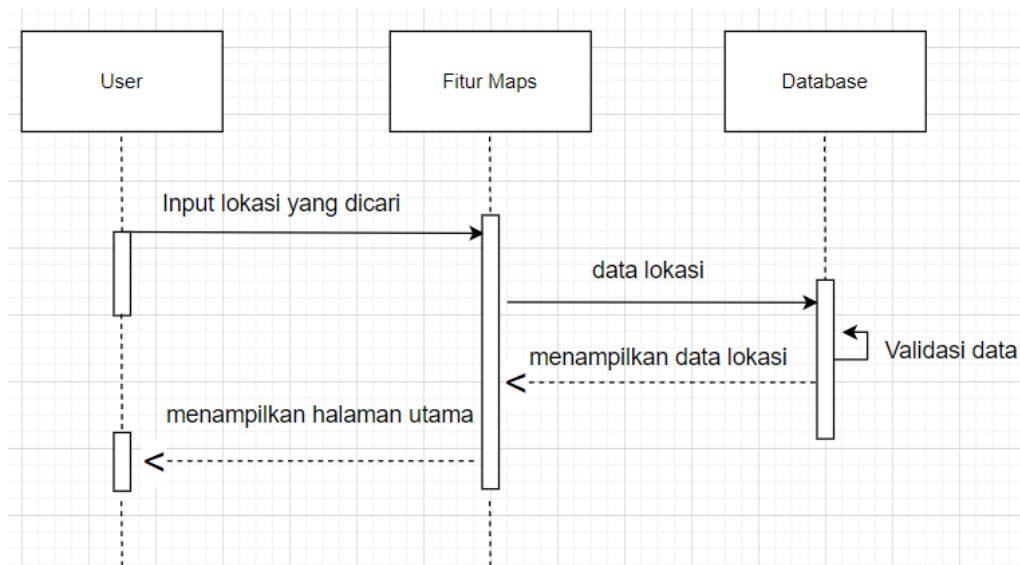 User
Fitur Maps
Database
Input lokasi yang dicari
data lokasi
Validasi data
menampilkan data lokasi
menampilkan halaman utama